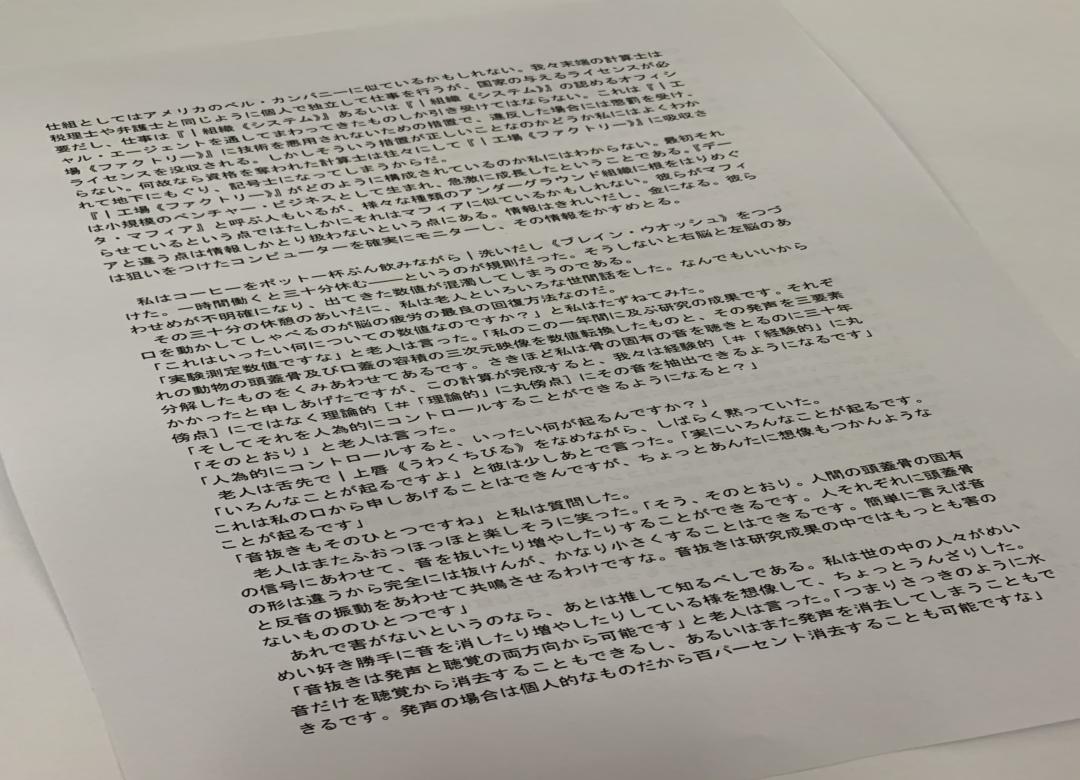 仕組としてはアメリカのベル・カンパニーに似ているかもしれない。我々末端の計算士は
税理士や弁護士と同じように個人で独立して仕事を行うが、国家の与えるライセンスが必
要だし、仕事は『｜組織《システム》』あるいは『｜組織《システム》』の認めるオフィシ
ャル・エージェントを通してまわってきたものしか引き受けてはならない。これは『｜工
場《ファクトリー》』に技術を悪用されないための措置で、違反した場合には懲罰を受け、
ライセンスを没収される。しかしそういう措置が正しいことなのかどうか私にはよくわか
らない。何故なら資格を奪われた計算士は往々にして『｜工場《ファクトリー》』に吸収さ
れて地下にもぐり、記号士になってしまうからだ。
『｜工場《ファクトリー》』がどのように構成されているのか私にはわからない。最初それ
は小規模のベンチャー・ビジネスとして生まれ、急激に成長したということである。『デー
タ・マフィア』と呼ぶ人もいるが、様々な種類のアンダーグラウンド組織に根をはりめぐ
らせているという点ではたしかにそれはマフィアに似ているかもしれない。彼らがマフィ
アと違う点は情報しかとり扱わないという点にある。情報はきれいだし、金になる。彼ら
は狙いをつけたコンピューターを確実にモニターし、その情報をかすめとる。
私はコーヒーをポット一杯ぶん飲みながら｜洗いだし《ブレイン・ウオッシュ》をつづ
けた。一時間働くと三十分休む――というのが規則だった。そうしないと右脳と左脳のあ
わせめが不明確になり、出てきた数値が混濁してしまうのである。
その三十分の休憩のあいだに、私は老人といろいろな世間話をした。なんでもいいから
口を動かしてしゃべるのが脳の疲労の最良の回復方法なのだ。
「これはいったい何についての数値なのですか？」と私はたずねてみた。
「実験測定数値ですな」と老人は言った。「私のこの一年間に及ぶ研究の成果です。それぞ
れの動物の頭蓋骨及び口蓋の容積の三次元映像を数値転換したものと、その発声を三要素
分解したものをくみあわせてあるです。さきほど私は骨の固有の音を聴きとるのに三十年
かかったと申しあげたですが、この計算が完成すると、我々は経験的［＃「経験的」に丸
傍点］にではなく理論的［＃「理論的」に丸傍点］にその音を抽出できるようになるです」
「そしてそれを人為的にコントロールすることができるようになると？」
「そのとおり」と老人は言った。
「人為的にコントロールすると、いったい何が起るんですか？」
老人は舌先で｜上唇《うわくちびる》をなめながら、しばらく黙っていた。
「いろんなことが起るですよ」と彼は少しあとで言った。「実にいろんなことが起るです。
これは私の口から申しあげることはできんですが、ちょっとあんたに想像もつかんような
ことが起るです」
「音抜きもそのひとつですね」と私は質問した。
老人はまたふおっほっほっと楽しそうに笑った。「そう、そのとおり。人間の頭蓋骨の固有
の信号にあわせて、音を抜いたり増やしたりすることができるです。人それぞれに頭蓋骨
の形は違うから完全には抜けんが、かなり小さくすることはできるです。簡単に言えば音
と反音の振動をあわせて共鳴させるわけですな。音抜きは研究成果の中ではもっとも害の
ないもののひとつです」
あれで害がないというのなら、あとは推して知るべしである。私は世の中の人々がめい
めい好き勝手に音を消したり増やしたりしている様を想像して、ちょっとうんざりした。
「音抜きは発声と聴覚の両方向から可能です」と老人は言った。「つまりさっきのように水
音だけを聴覚から消去することもできるし、あるいはまた発声を消去してしまうこともで
きるです。発声の場合は個人的なものだから百パーセント消去することも可能ですな」